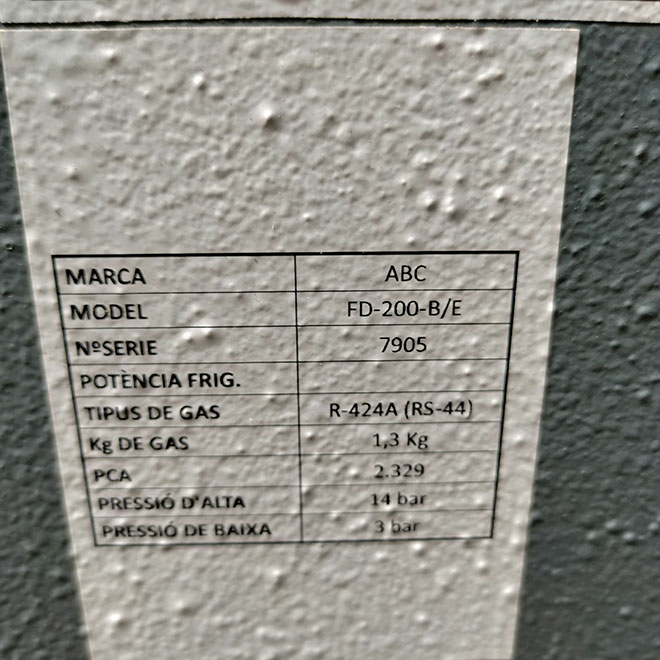 MARCA ABC
MODEL FD-200-B/E
NºSERIE 7905
POTÈNCIA FRIG.
TIPUS DE GAS R-424A (RS-44)
Kg DE GAS 1,3 Kg
PCA 2.329
PRESSIÓ D'ALTA 14 bar
PRESSIÓ DE BAIXA 3 bar